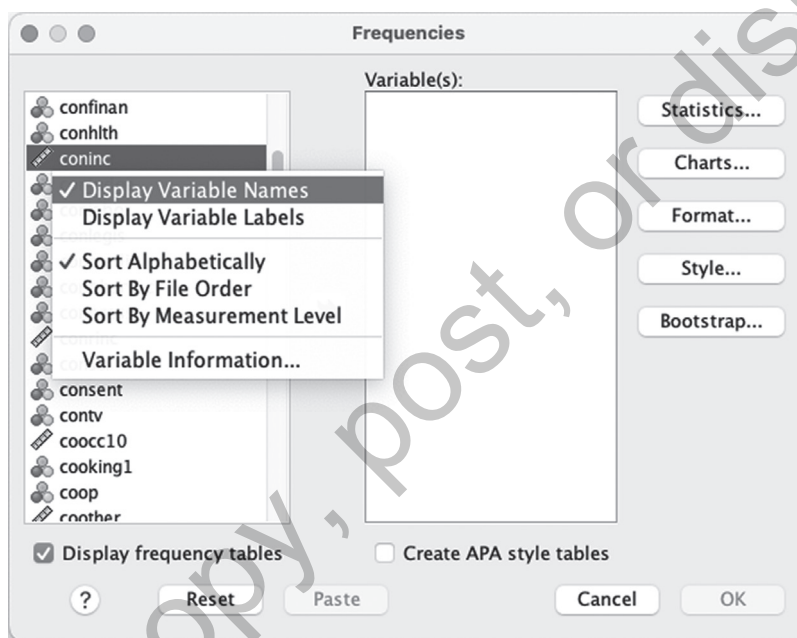 Frequencies
Variable(s):
confinan
conhlth
coninc
✓ Display Variable Names
Display Variable Labels
✓ Sort Alphabetically
Sort By File Order
Sort By Measurement Level
Variable Information...
consent
contv
coocc10
cooking1
coop
coother
Statistics...
Charts...
Format...
Style...
Bootstrap...
Display frequency tables
Create APA style tables
?
Reset
Paste
Cancel
OK
copy, post, or dis